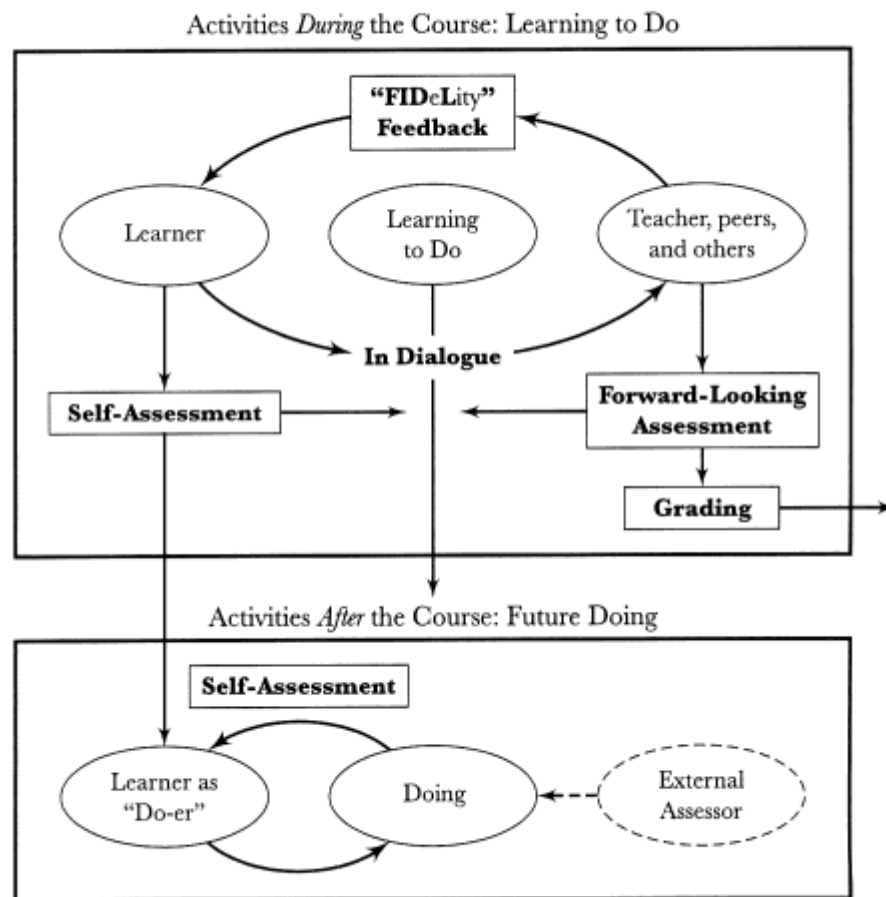 Activities During the Course: Learning to Do
“FIDeLity”
Feedback
Learner
Learning
to Do
Teacher, peers,
and others
In Dialogue
Self-Assessment
Forward-Looking
Assessment
Grading
Activities After the Course: Future Doing
Self-Assessment
Learner as
“Do-er”
Doing
External
Assessor